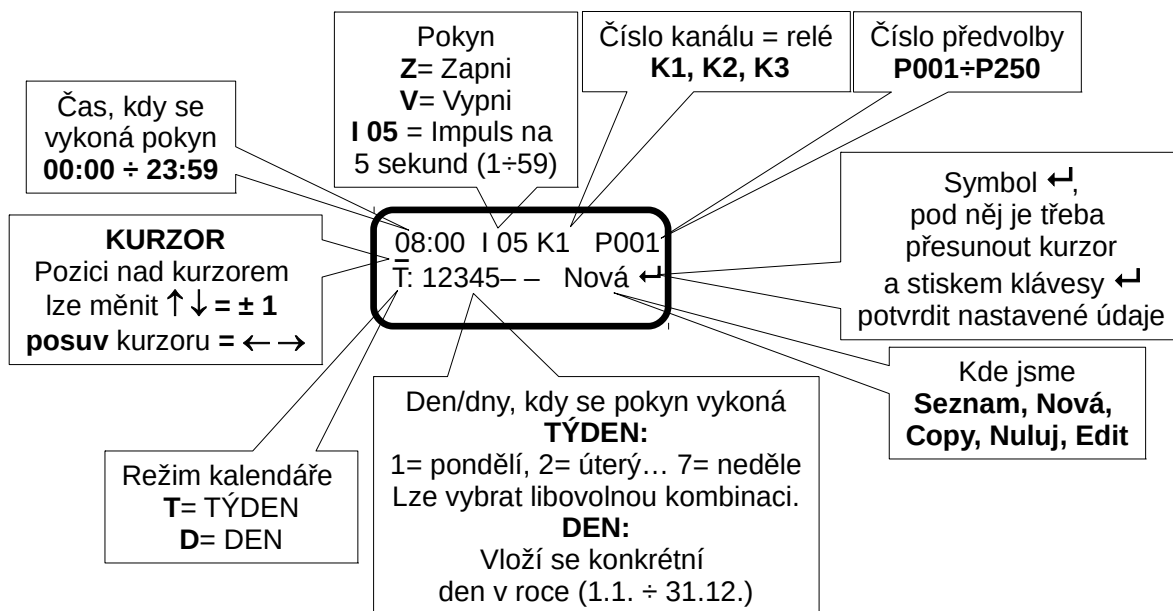 Pokyn
Z= Zapni
V= Vypni
I 05 = Impuls na
5 sekund (1÷59)
Číslo kanálu = relé
K1, K2, K3
Číslo předvolby
P001÷P250
Čas, kdy se
vykoná pokyn
00:00 ÷ 23:59
KURZOR
Pozici nad kurzorem
lze měnit ↑↓ = ± 1
posuv kurzoru = ← →
08:00 I 05 K1 P001
T: 12345– – Nová ↵
Symbol ↵,
pod něj je třeba
přesunout kurzor
a stiskem klávesy ↵
potvrdit nastavené údaje
Kde jsme
Seznam, Nová,
Copy, Nuluj, Edit
Režim kalendáře
T= TÝDEN
D= DEN
Den/dny, kdy se pokyn vykoná
TÝDEN:
1= pondělí, 2= úterý… 7= neděle
Lze vybrat libovolnou kombinaci.
DEN:
Vloží se konkrétní
den v roce (1.1. ÷ 31.12.)